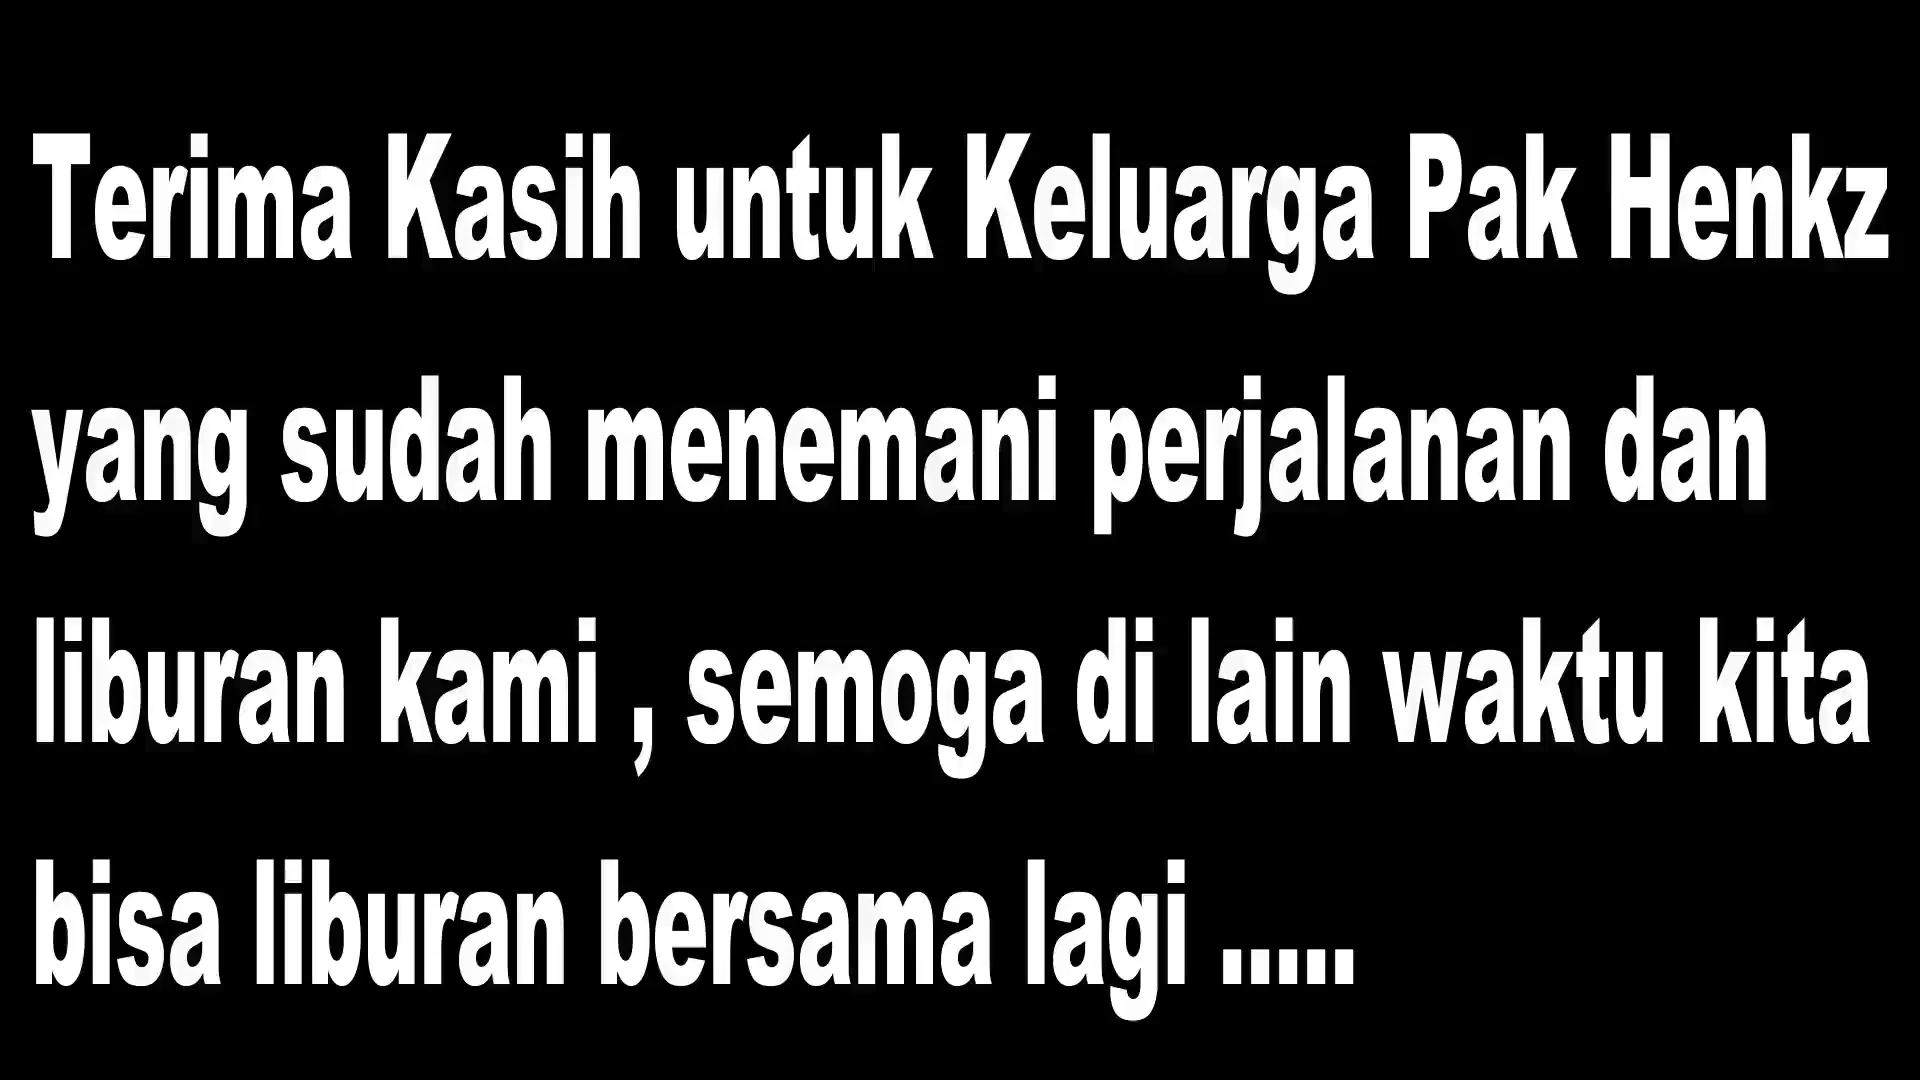 Terima Kasih untuk Keluarga Pak Henkz
yang sudah menemani perjalanan dan
liburan kami , semoga di lain waktu kita
bisa liburan bersama lagi .....